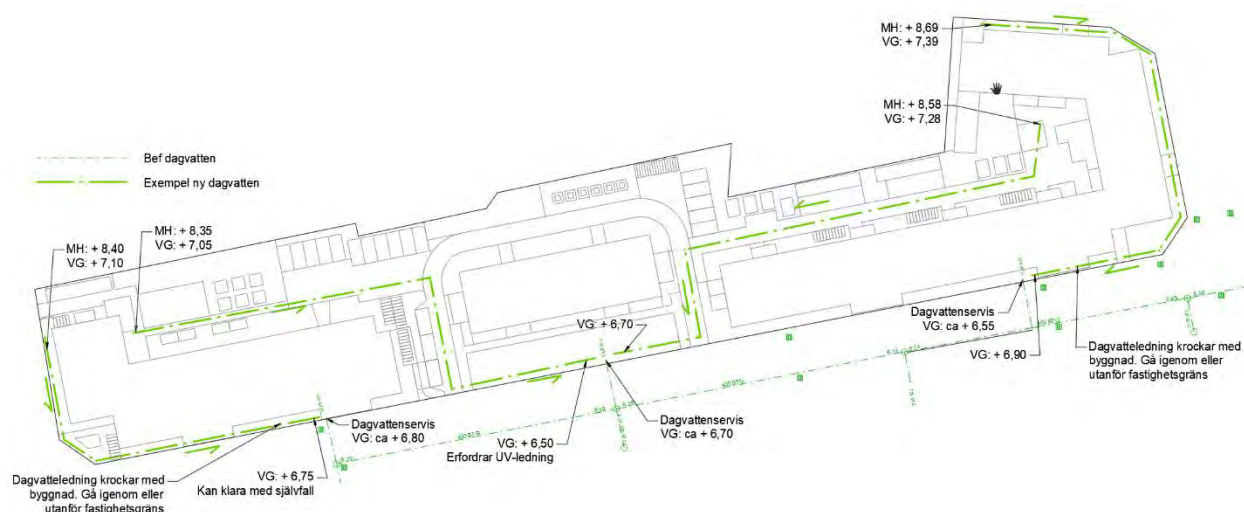 MH: + 8,69
VG: + 7,39
MH: + 8,58
VG: + 7,28
Bef dagvatten
Exempel ny dagvatten
MH: + 8,35
VG: + 7,05
MH: + 8,40
VG: + 7,10
VG: + 6,70
Dagvattenservis
VG: ca + 6,55
VG: + 6,90
Dagvatteledning krockar med
byggnad. Gå igenom eller
utanför fastighetsgräns
Dagvattenservis
VG: ca + 6,80
Dagvattenservis
VG: ca + 6,70
VG: + 6,50
Erfordrar UV-ledning
VG: + 6,75
Kan klara med självfall
Dagvatteledning krockar med
byggnad. Gå igenom eller
utanför fastighetsgräns